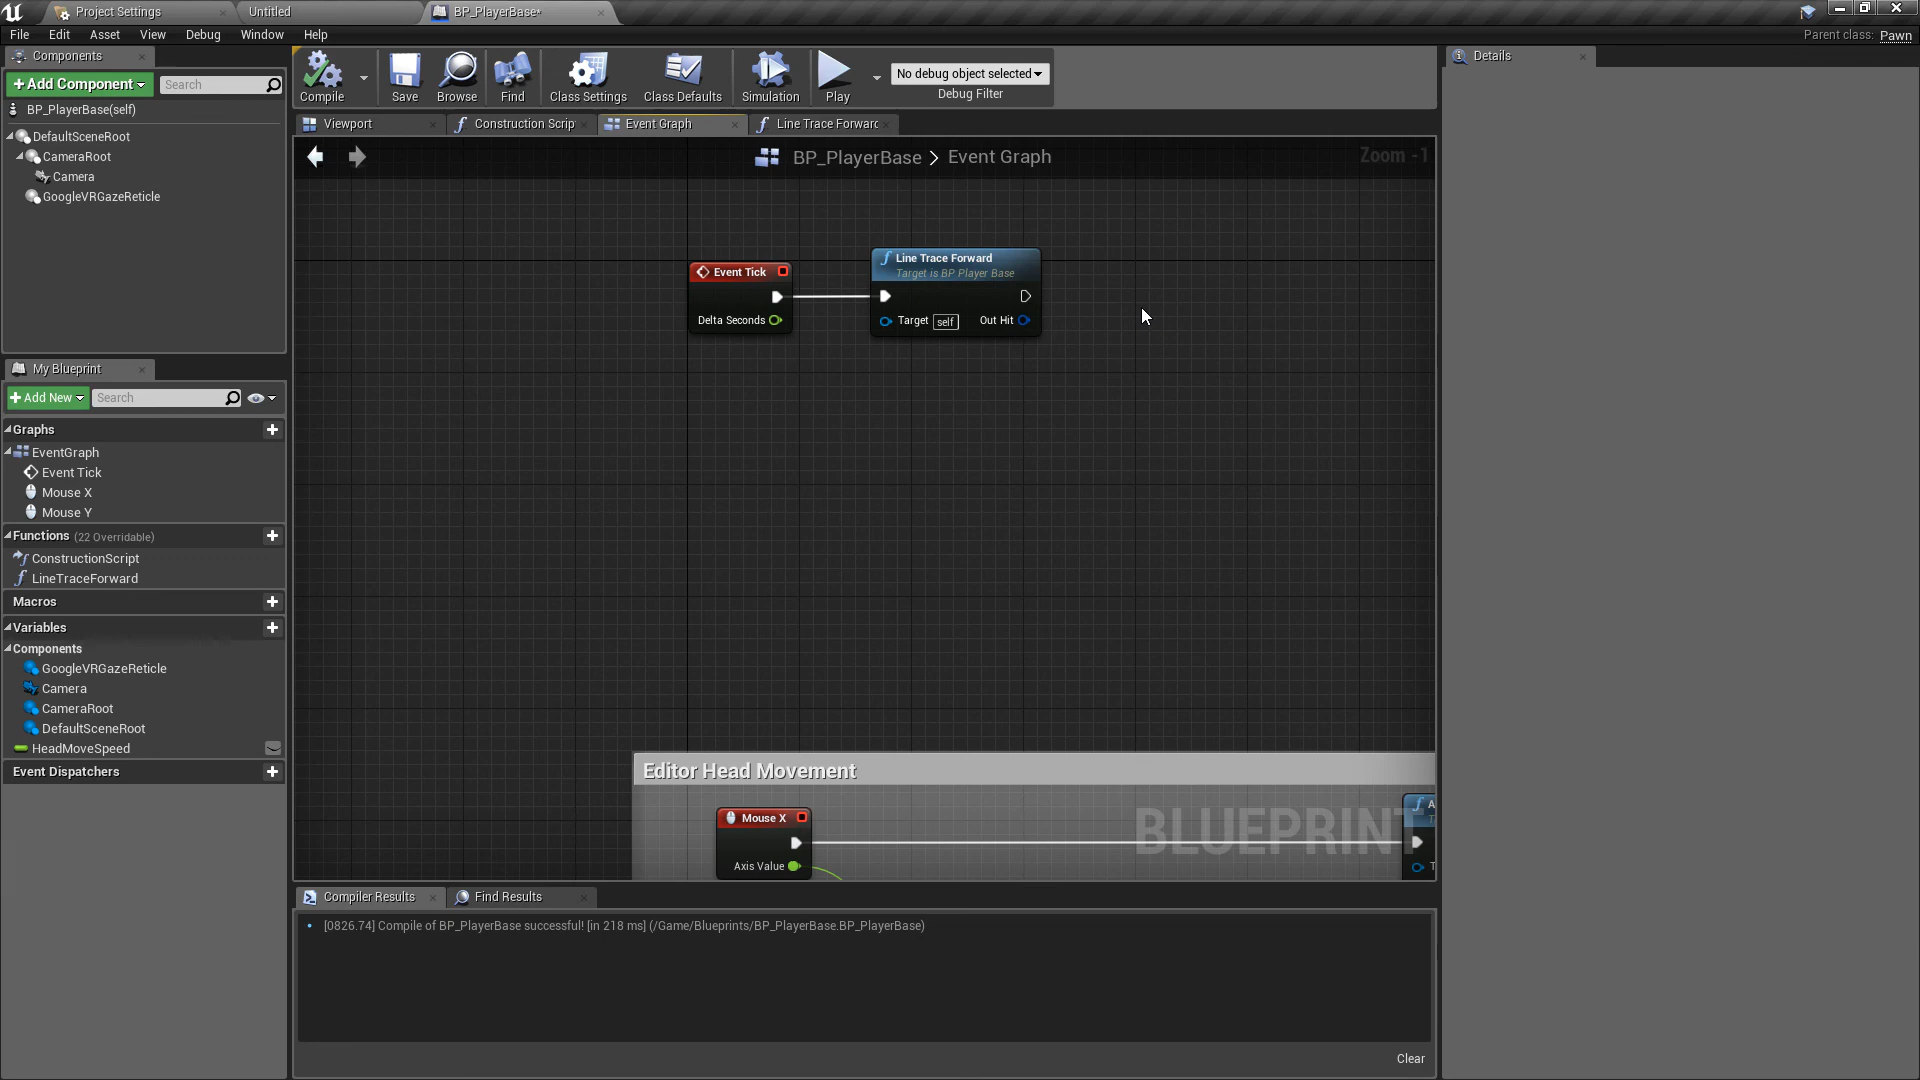 Project Settings
Untitled
BP_PlayerBase*
File Edit Asset View Debug Window Help
Parent class: Pawn
Components
Add Component
Search
BP_PlayerBase(self)
DefaultSceneRoot
CameraRoot
Camera
GoogleVRGazeReticle
Compile
Save
Browse
Find
Class Settings
Class Defaults
Simulation
Play
No debug object selected
Debug Filter
Details
Viewport
Construction Scrip
Event Graph
Line Trace Forward
BP_PlayerBase > Event Graph
Zoom -1
Event Tick
Delta Seconds
Line Trace Forward
Target is BP Player Base
Target self
Out Hit
My Blueprint
Add New
Search
Graphs
EventGraph
Event Tick
Mouse X
Mouse Y
Functions (22 Overridable)
ConstructionScript
LineTraceForward
Macros
Variables
Components
GoogleVRGazeReticle
Camera
CameraRoot
DefaultSceneRoot
HeadMoveSpeed
Event Dispatchers
Editor Head Movement
Mouse X
Axis Value
BLUEPRINT
A
T
T
Compiler Results
Find Results
[0826.74] Compile of BP_PlayerBase successful! [in 218 ms] (/Game/Blueprints/BP_PlayerBase.BP_PlayerBase)
Clear